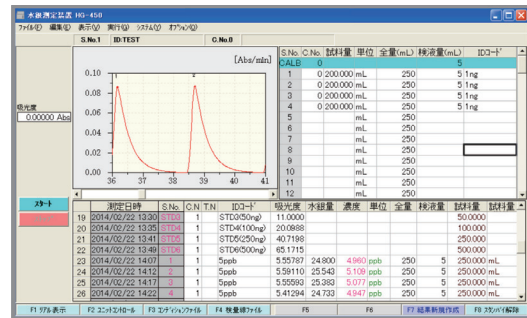 水銀測定装置 HG-450
ファイル(F) 編集(E) 表示(V) 実行(G) システム(Y) オプション(O)
S.No.1 ID:TEST C.No.0
[Abs/min]
0.10
0.08
0.06
0.04
0.02
0.00
36 37 38 39 40 41
吸光度
0.00000 Abs
スタート
S.No. C.No. 試料量 単位 全量(mL) 検液量(mL) IDコード
CALB 0 5
1 0 200.000 mL 250 5 1ng
2 0 200.000 mL 250 5 1ng
3 0 200.000 mL 250 5 1ng
4 0 200.000 mL 250 5 1ng
5 mL 250
6 mL 250
7 mL 250
8 mL 250
9 mL 250
10 mL 250
11 mL 250
12 mL 250
測定日時 S.No. C.N T.N IDコード 吸光度 水銀量 濃度 単位 全量 検液量 試料量 試料量
19 2014/02/22 13:30 STD3 1 STD3(50ng) 11.0000 50.0000
20 2014/02/22 13:35 STD4 1 STD4(100ng) 20.0988 100.000
21 2014/02/22 13:41 STD5 1 STD5(250ng) 40.7198 250.000
22 2014/02/22 13:49 STD6 1 STD6(500ng) 65.1715 500.000
23 2014/02/22 14:07 1 1 5ppb 5.55787 24.800 4.960 ppb 250 5 250.000 mL
24 2014/02/22 14:12 2 1 5ppb 5.59110 25.543 5.109 ppb 250 5 250.000 mL
25 2014/02/22 14:17 3 1 5ppb 5.55593 25.383 5.077 ppb 250 5 250.000 mL
26 2014/02/22 14:22 4 1 5ppb 5.41294 24.733 4.947 ppb 250 5 250.000 mL
F1 リアル表示 F2 ユニットコントロール F3 コンディションファイル F4 検量線ファイル F5 F6 F7 結果新規作成 F8 スタンバイ解除